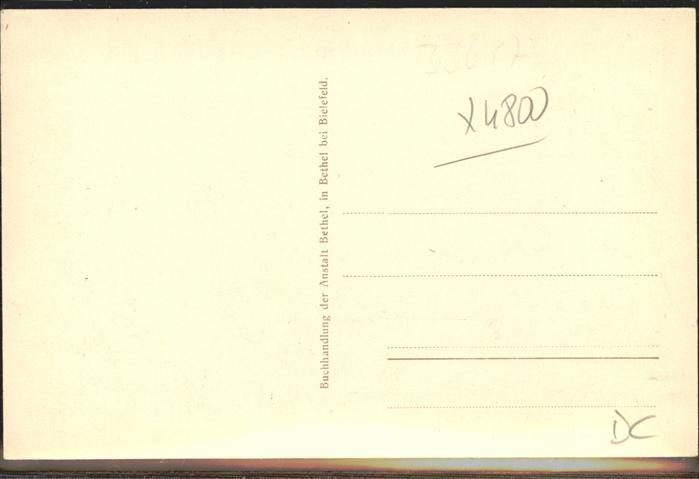 X4800
Buchhandlung der Anstalt Bethel, in Bethel bei Bielefeld.
DC